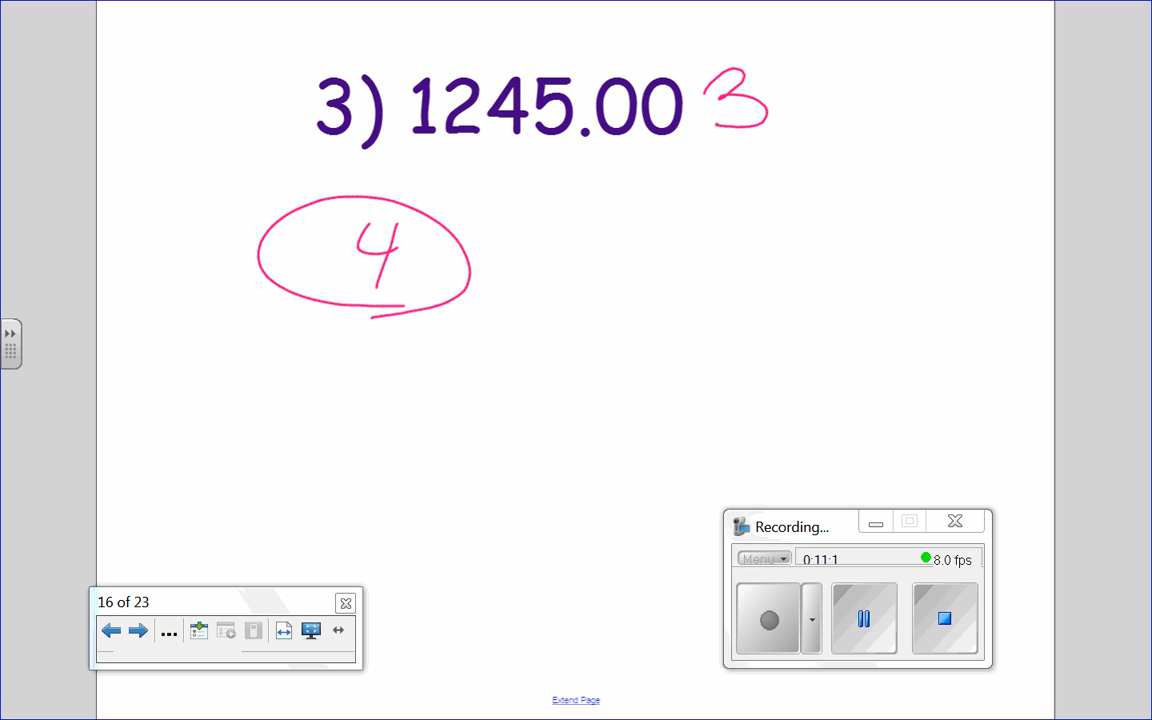 3) 1245.00 3
4
Recording...
Menu 0:11:1 8.0 fps
16 of 23
...
Extend Page